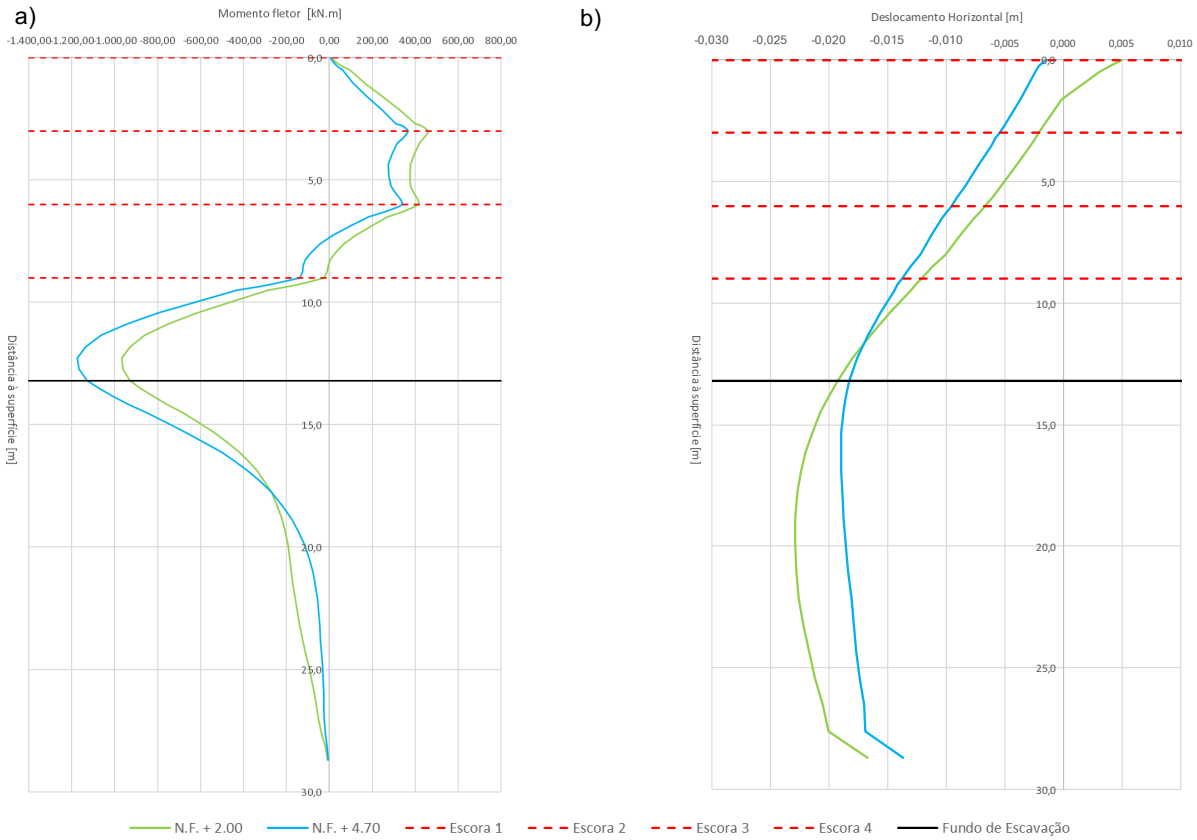 a)
Momento fletor [kN.m]
-1.400,00 -1.200,00 -1.000,00 -800,00 -600,00 -400,00 -200,00 0,00 200,00 400,00 600,00 800,00
0,0
5,0
10,0
15,0
20,0
25,0
30,0
Distância à superfície [m]
b)
Deslocamento Horizontal [m]
-0,030 -0,025 -0,020 -0,015 -0,010 -0,005 0,000 0,005 0,010
0,0
5,0
10,0
15,0
20,0
25,0
30,0
Distância à superfície [m]
N.F. + 2.00 N.F. + 4.70 Escora 1 Escora 2 Escora 3 Escora 4 Fundo de Escavação